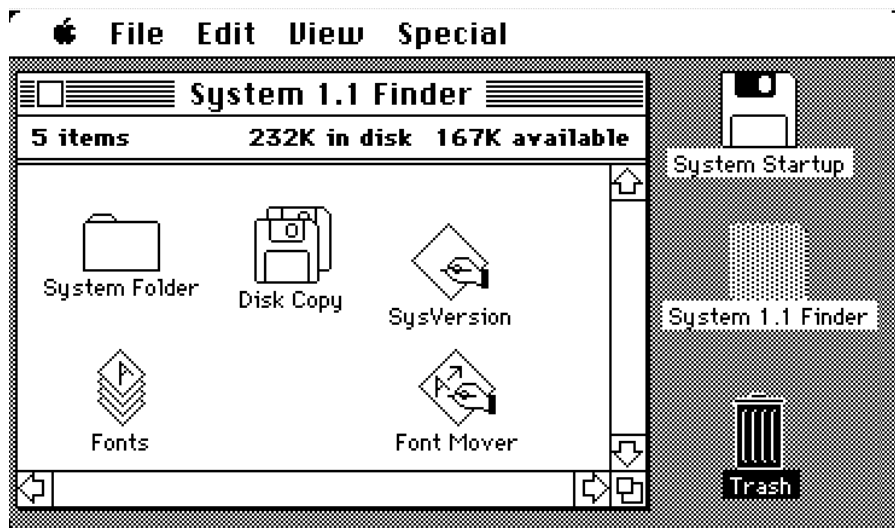 File Edit View Special
System 1.1 Finder
5 items 232K in disk 167K available
System Startup
System Folder
Disk Copy
SysVersion
System 1.1 Finder
Fonts
Font Mover
Trash